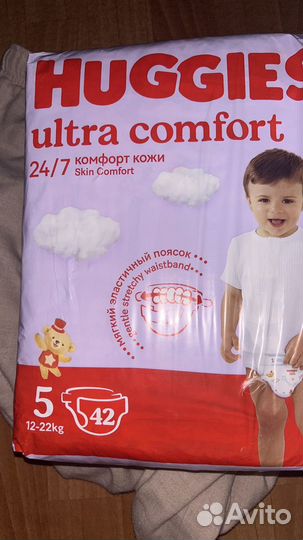 HUGGIES
ultra comfort
24/7 комфорт кожи
Skin Comfort
Мягкий эластичный поясок
gentle stretchy waistband
5
42
12-22kg
Avito